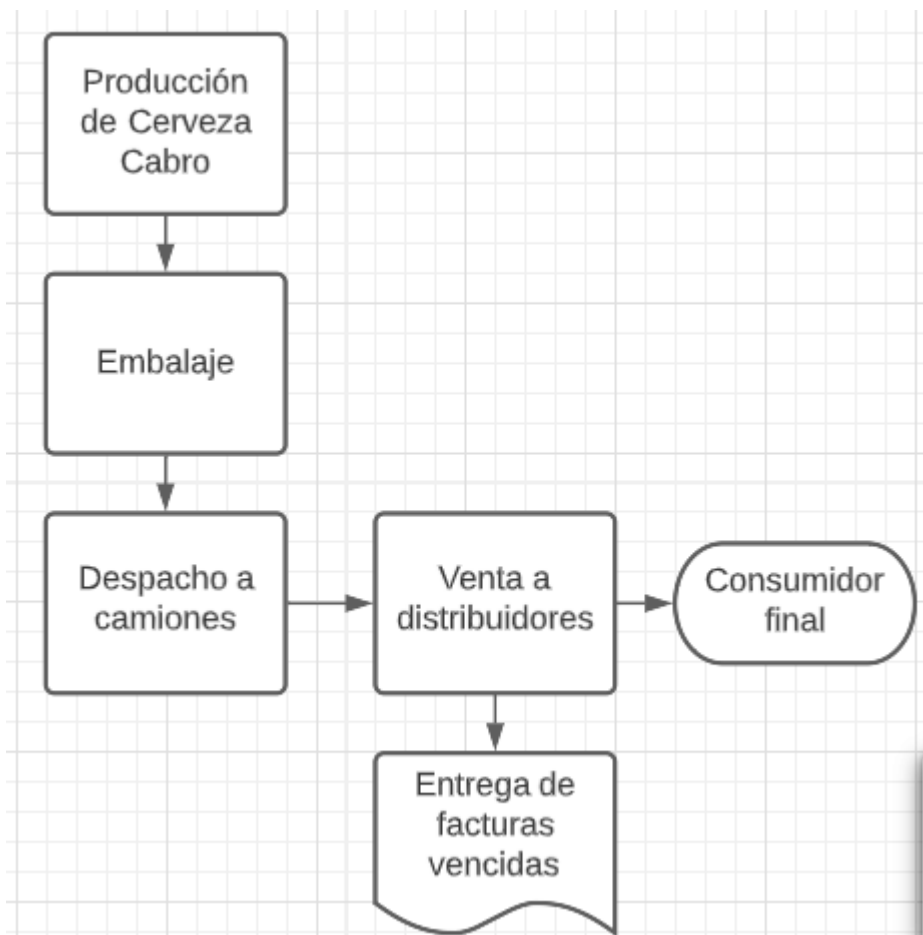 Producción
de Cerveza
Cabro
Embalaje
Despacho a
camiones
Venta a
distribuidores
Consumidor
final
Entrega de
facturas
vencidas